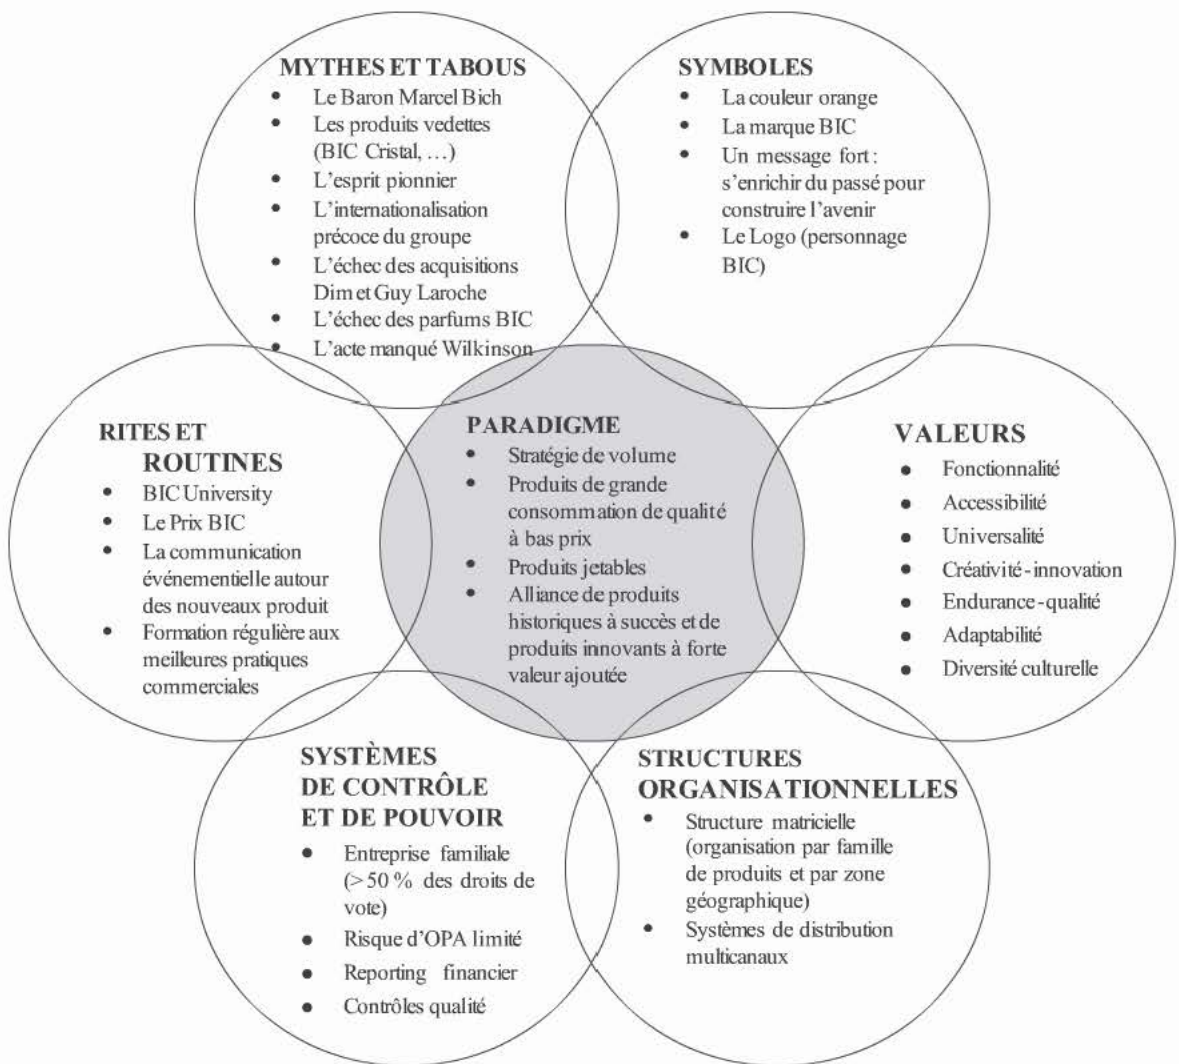 MYTHES ET TABOUS
• Le Baron Marcel Bich
• Les produits vedettes
(BIC Cristal, …)
• L’esprit pionnier
• L’internationalisation
précoce du groupe
• L’échec des acquisitions
Dim et Guy Laroche
• L’échec des parfums BIC
• L’acte manqué Wilkinson
SYMBOLES
• La couleur orange
• La marque BIC
• Un message fort :
s’enrichir du passé pour
construire l’avenir
• Le Logo (personnage
BIC)
RITES ET
ROUTINES
• BIC University
• Le Prix BIC
• La communication
événementielle autour
des nouveaux produit
• Formation régulière aux
meilleures pratiques
commerciales
PARADIGME
• Stratégie de volume
• Produits de grande
consommation de qualité
à bas prix
• Produits jetables
• Alliance de produits
historiques à succès et de
produits innovants à forte
valeur ajoutée
VALEURS
• Fonctionnalité
• Accessibilité
• Universalité
• Créativité-innovation
• Endurance-qualité
• Adaptabilité
• Diversité culturelle
SYSTÈMES
DE CONTRÔLE
ET DE POUVOIR
• Entreprise familiale
(> 50 % des droits de
vote)
• Risque d’OPA limité
• Reporting financier
• Contrôles qualité
STRUCTURES
ORGANISATIONNELLES
• Structure matricielle
(organisation par famille
de produits et par zone
géographique)
• Systèmes de distribution
multicanaux